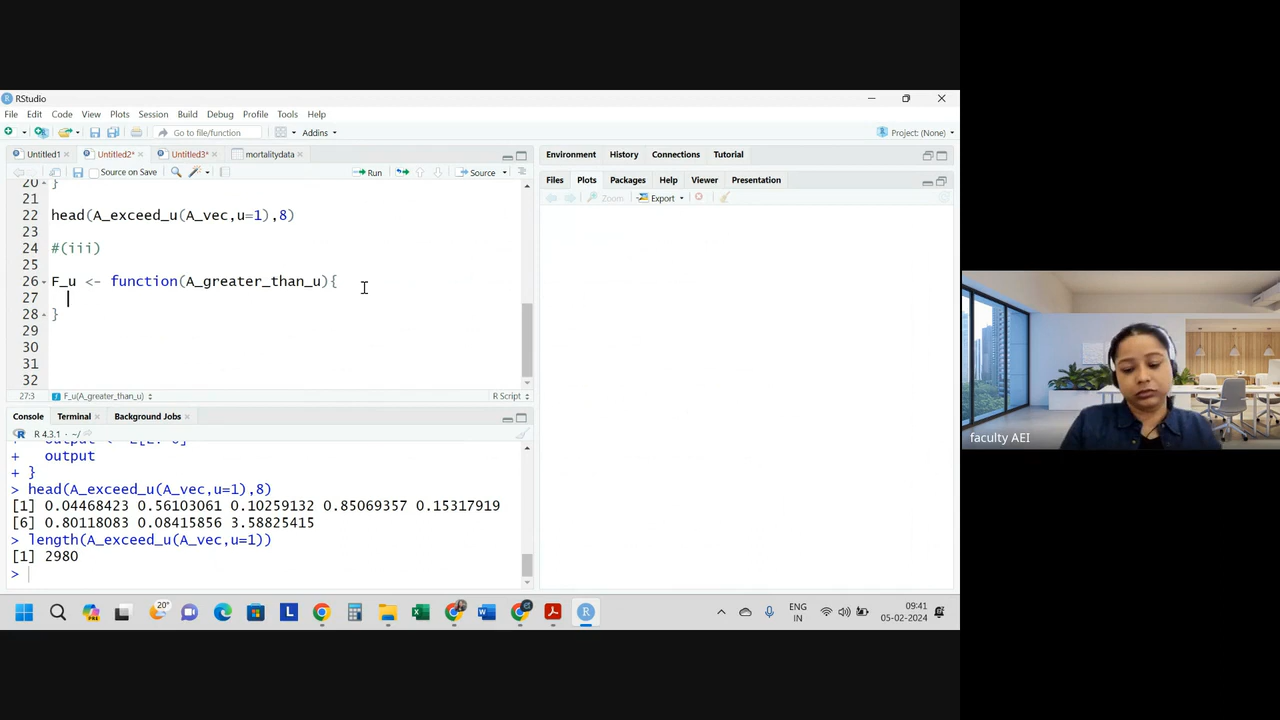 RStudio
File Edit Code View Plots Session Build Debug Profile Tools Help
Go to file/function Addins Project: (None)
Untitled1 Untitled2* Untitled3* mortalitydata
Source on Save Run Source
20 }
21
22 head(A_exceed_u(A_vec,u=1),8)
23
24 #(iii)
25
26 F_u <- function(A_greater_than_u){
27
28 }
29
30
31
32
27:3 F_u(A_greater_than_u) R Script
Console Terminal Background Jobs
R 4.3.1 · ~/
+ output
+ }
> head(A_exceed_u(A_vec,u=1),8)
[1] 0.04468423 0.56103061 0.10259132 0.85069357 0.15317919
[6] 0.80118083 0.08415856 3.58825415
> length(A_exceed_u(A_vec,u=1))
[1] 2980
>
Environment History Connections Tutorial
Files Plots Packages Help Viewer Presentation
Zoom Export
faculty AEI
20°
PRE
L
ENG
IN
09:41
05-02-2024